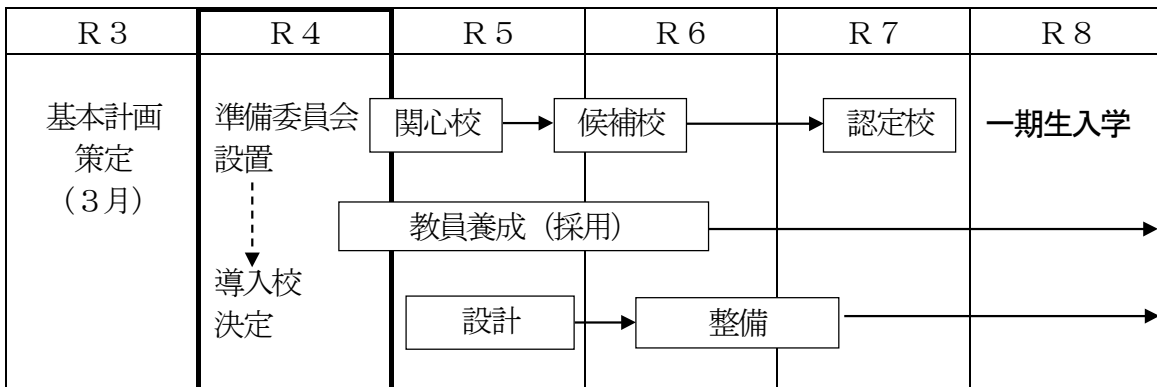 R3 R4 R5 R6 R7 R8
基本計画
策定
(3月)
準備委員会
設置
導入校
決定
関心校
候補校
認定校
一期生入学
教員養成(採用)
設計
整備